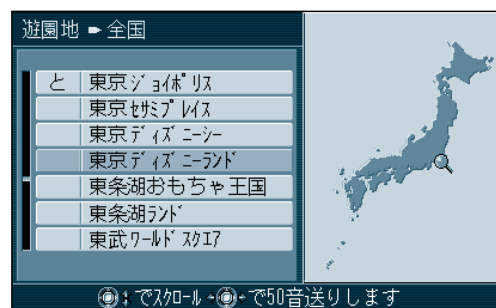 遊園地 ➨ 全国
と 東京ｼﾞｮｲﾎﾟﾘｽ
東京ｾｻﾐﾌﾟﾚｲｽ
東京ﾃﾞｨｽﾞﾆｰｼｰ
東京ﾃﾞｨｽﾞﾆｰﾗﾝﾄﾞ
東条湖おもちゃ王国
東条湖ﾗﾝﾄﾞ
東武ﾜｰﾙﾄﾞｽｸｴｱ
でｽｸﾛｰﾙ で50音送りします